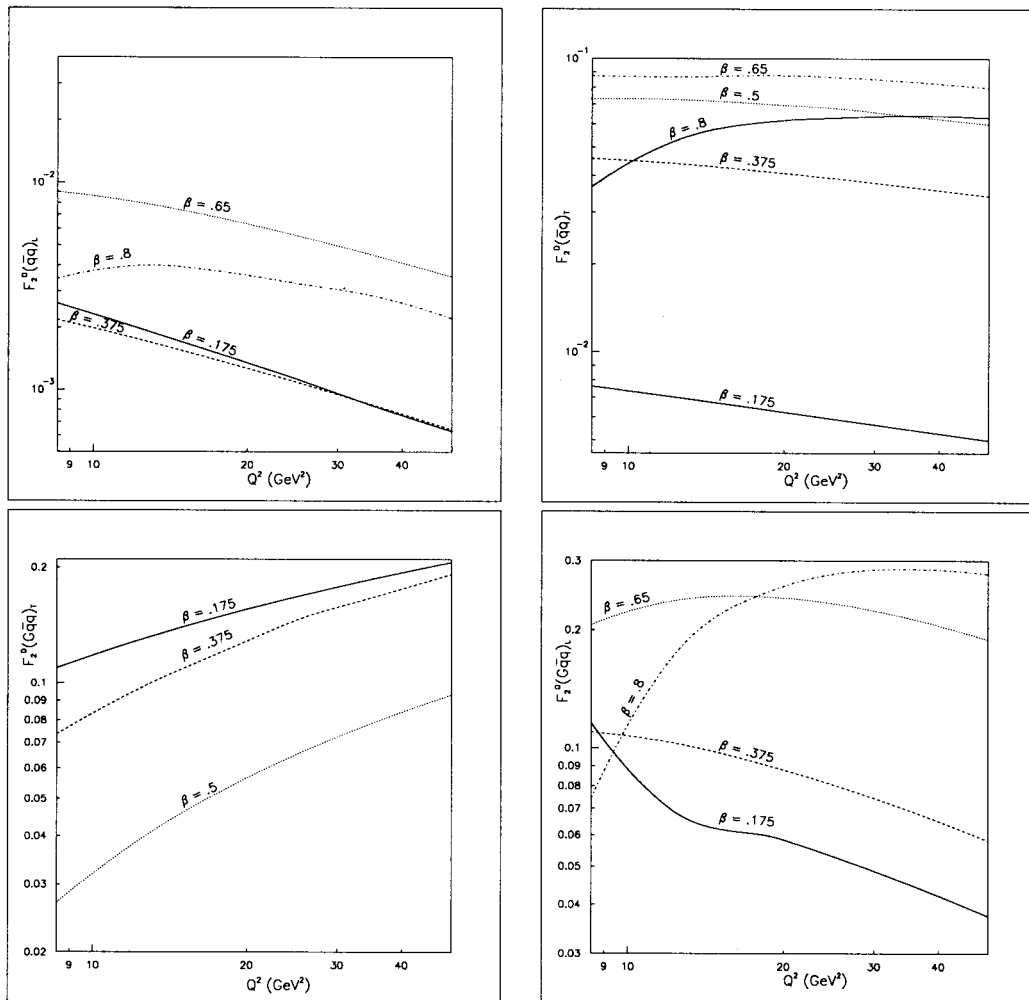 F₂ᴰ(q̄q)_L
10⁻²
10⁻³
β = .65
β = .8
β = .375
β = .175
9 10 20 30 40
Q² (GeV²)
F₂ᴰ(q̄q)_T
10⁻¹
10⁻²
β = .65
β = .5
β = .8
β = .375
β = .175
9 10 20 30 40
Q² (GeV²)
F₂ᴰ(Gq̄q)_T
0.2
0.1
0.09
0.08
0.07
0.06
0.05
0.04
0.03
0.02
β = .175
β = .375
β = .5
9 10 20 30 40
Q² (GeV²)
F₂ᴰ(Gq̄q)_L
0.3
0.2
0.1
0.09
0.08
0.07
0.06
0.05
0.04
0.03
β = .65
β = .8
β = .375
β = .175
9 10 20 30 40
Q² (GeV²)